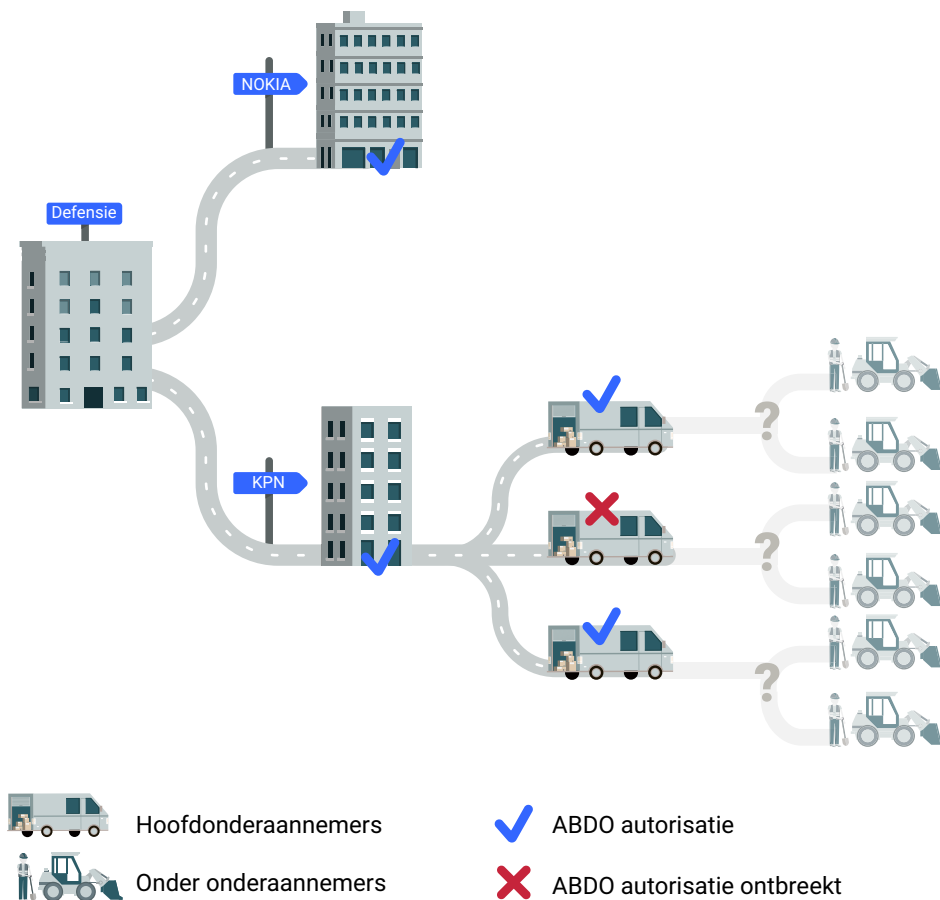 NOKIA
Defensie
KPN
?
?
?
Hoofdonderaannemers
ABDO autorisatie
Onder onderaannemers
ABDO autorisatie ontbreekt